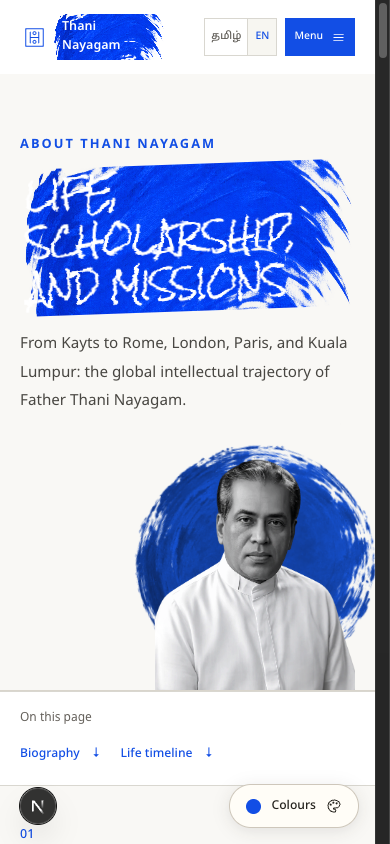 Thani
Nayagam
தமிழ்
EN
Menu
ABOUT THANI NAYAGAM
LIFE,
SCHOLARSHIP,
AND MISSIONS
From Kayts to Rome, London, Paris, and Kuala
Lumpur: the global intellectual trajectory of
Father Thani Nayagam.
On this page
Biography ↓
Life timeline ↓
N
Colours
01